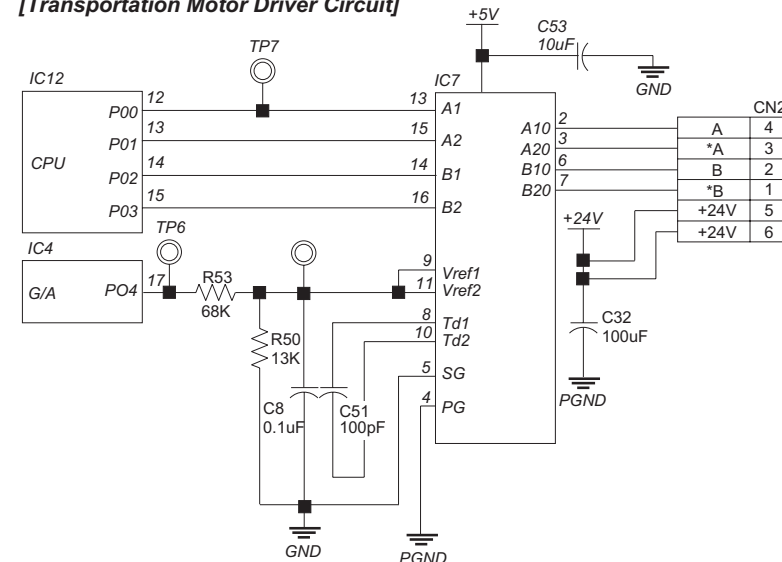 [Transportation Motor Driver Circuit]
+5V
C53
10uF
GND
TP7
IC12
CPU
P00
12
P01
13
P02
14
P03
15
IC7
13
A1
15
A2
14
B1
16
B2
A10
2
A20
3
B10
6
B20
7
CN2
A
4
*A
3
B
2
*B
1
+24V
5
+24V
6
+24V
C32
100uF
PGND
IC4
G/A
PO4
17
TP6
R53
68K
R50
13K
9
Vref1
11
Vref2
8
Td1
10
Td2
5
SG
4
PG
C8
0.1uF
C51
100pF
GND
PGND